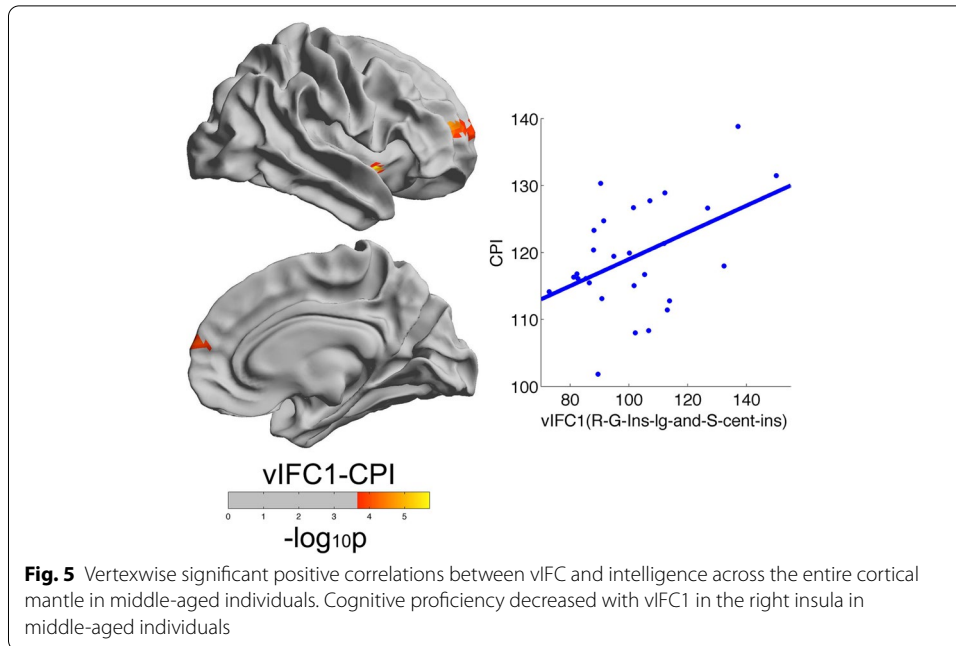 140
130
120
110
100
CPI
80 100 120 140
vIFC1(R-G-Ins-lg-and-S-cent-ins)
vIFC1-CPI
0 1 2 3 4 5
-log10p
Fig. 5 Vertexwise significant positive correlations between vIFC and intelligence across the entire cortical
mantle in middle-aged individuals. Cognitive proficiency decreased with vIFC1 in the right insula in
middle-aged individuals